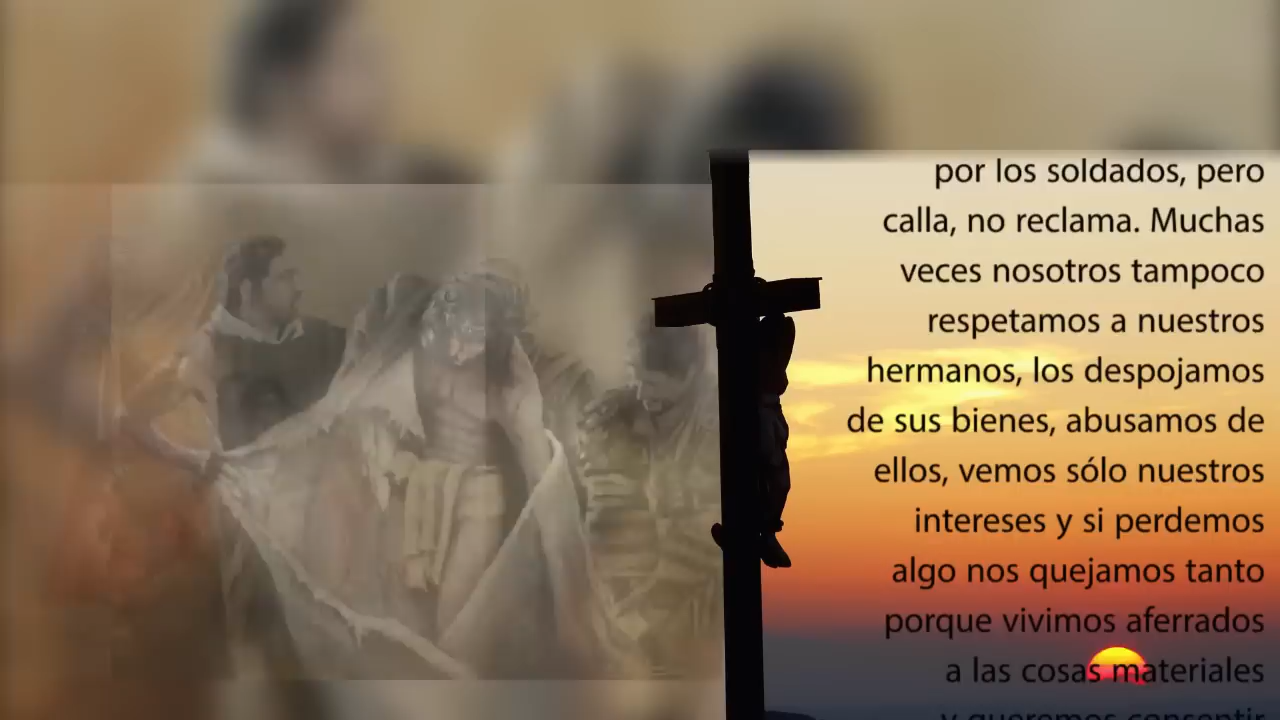 por los soldados, pero
calla, no reclama. Muchas
veces nosotros tampoco
respetamos a nuestros
hermanos, los despojamos
de sus bienes, abusamos de
ellos, vemos sólo nuestros
intereses y si perdemos
algo nos quejamos tanto
porque vivimos aferrados
a las cosas materiales
y queremos consentir